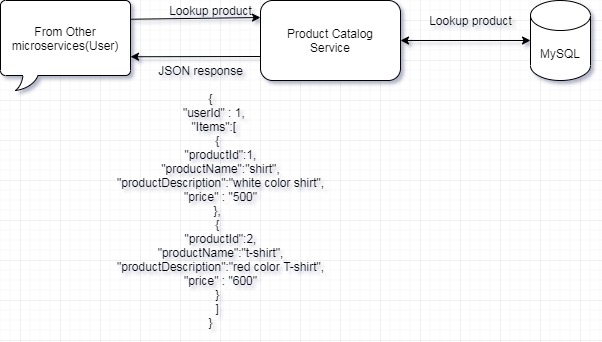 From Other
microservices(User)
Lookup product
Product Catalog
Service
Lookup product
MySQL
JSON response
{
"userId" : 1,
"Items":[
{
"productId":1,
"productName":"shirt",
"productDescription":"white color shirt",
"price" : "500"
},
{
"productId":2,
"productName":"t-shirt",
"productDescription":"red color T-shirt",
"price" : "600"
}
]
}